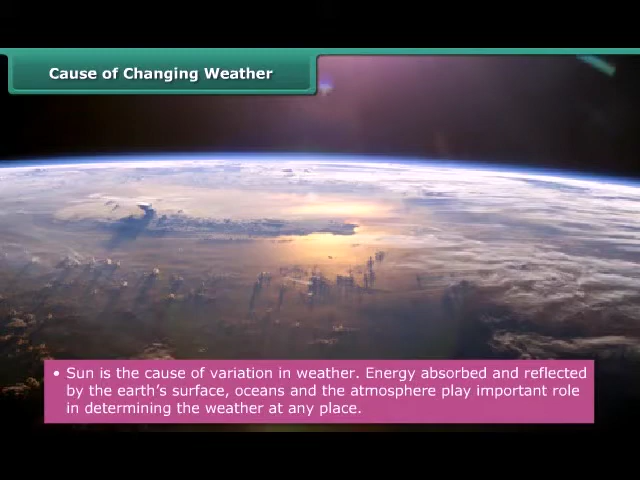 Cause of Changing Weather
• Sun is the cause of variation in weather. Energy absorbed and reflected
by the earth's surface, oceans and the atmosphere play important role
in determining the weather at any place.